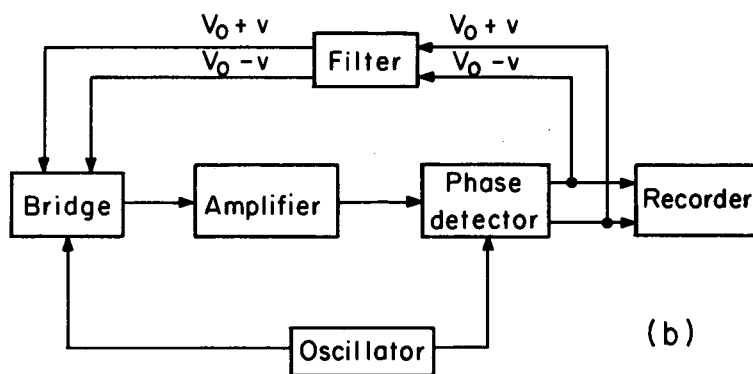 V₀ + v
V₀ + v
Filter
V₀ – v
V₀ – v
Bridge
Amplifier
Phase
detector
Recorder
Oscillator
(b)